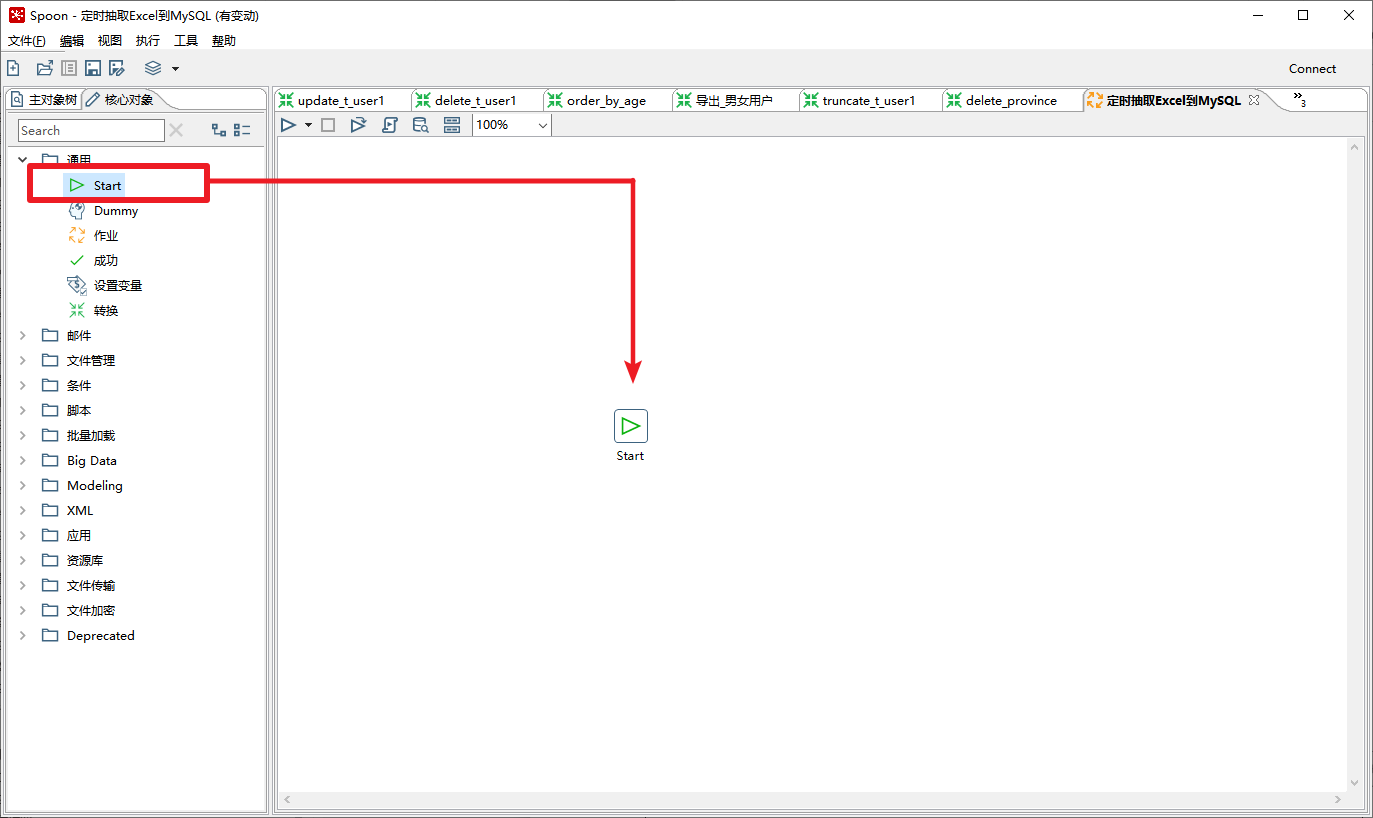 Spoon - 定时抽取Excel到MySQL (有变动)
文件(F) 编辑 视图 执行 工具 帮助
Connect
主对象树 核心对象
update_t_user1 delete_t_user1 order_by_age 导出_男女用户 truncate_t_user1 delete_province 定时抽取Excel到MySQL » 3
Search
100%
通用
Start
Dummy
作业
成功
设置变量
转换
邮件
文件管理
条件
脚本
批量加载
Big Data
Modeling
XML
应用
资源库
文件传输
文件加密
Deprecated
Start